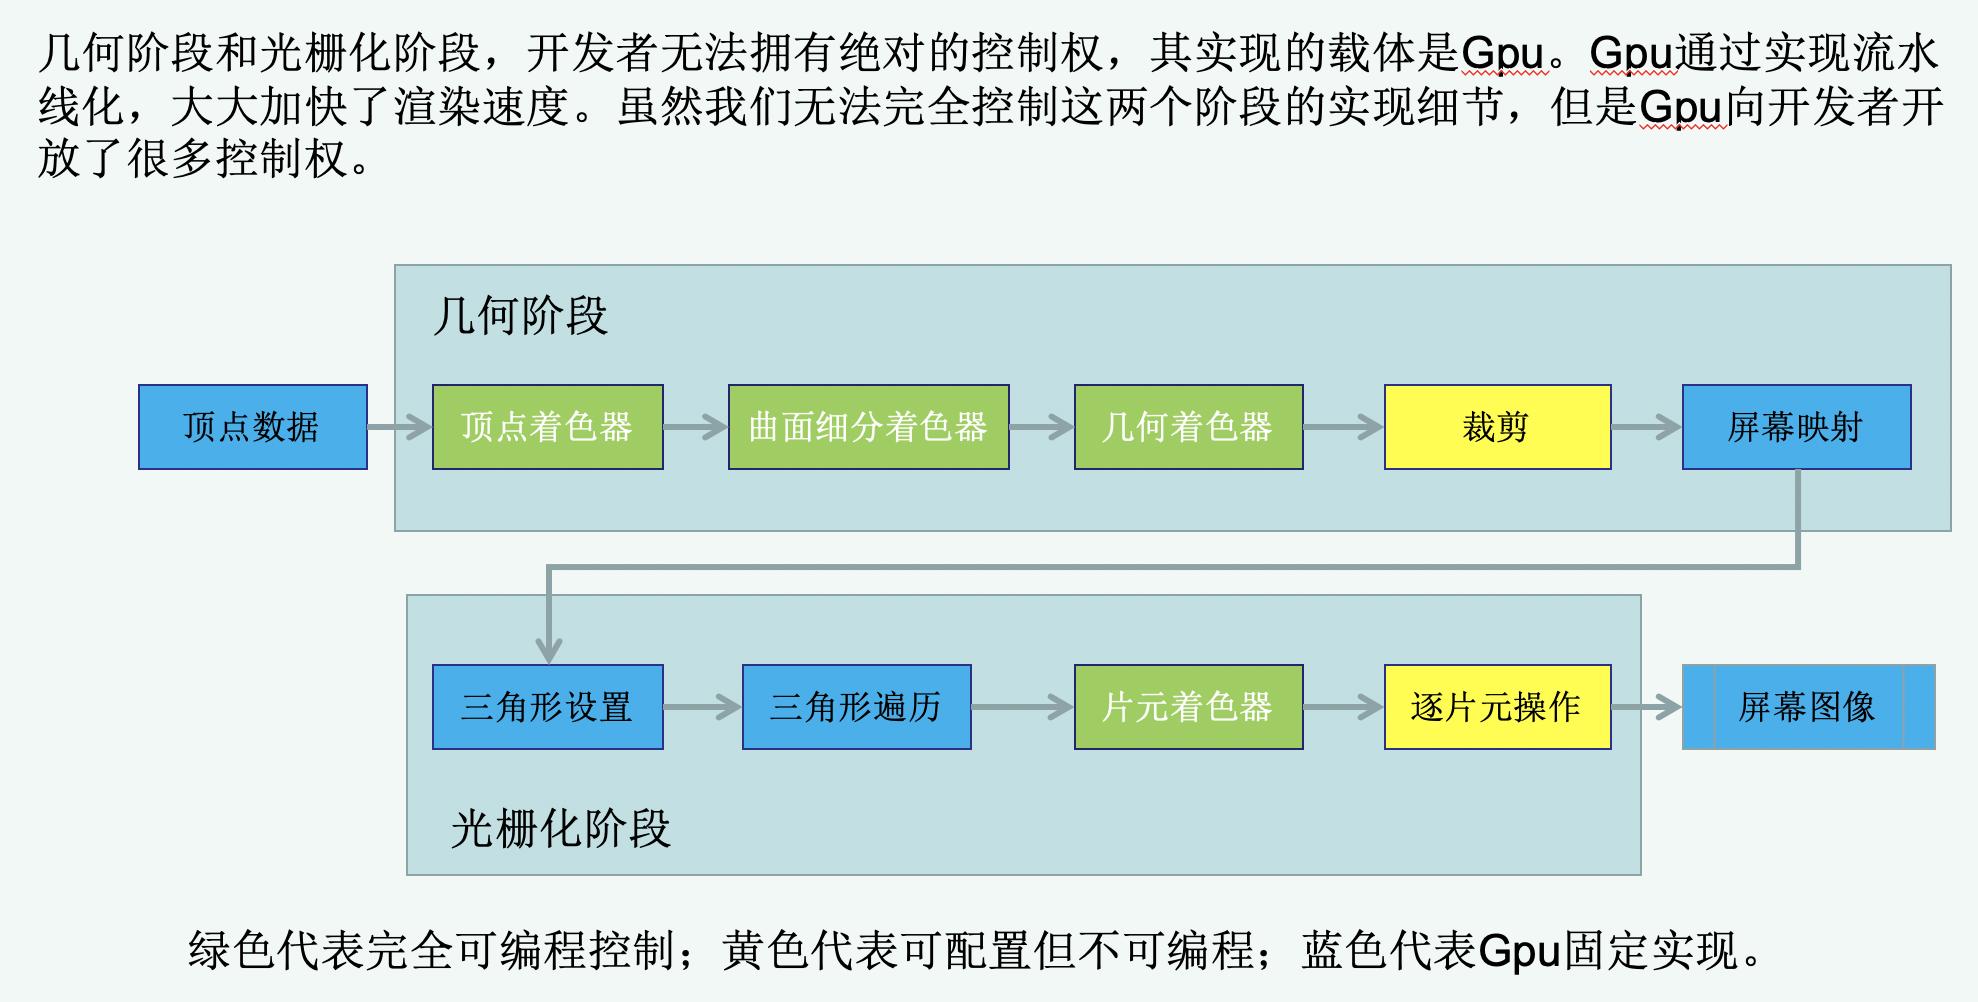 几何阶段和光栅化阶段，开发者无法拥有绝对的控制权，其实现的载体是Gpu。Gpu通过实现流水
线化，大大加快了渲染速度。虽然我们无法完全控制这两个阶段的实现细节，但是Gpu向开发者开
放了很多控制权。
几何阶段
顶点数据
顶点着色器
曲面细分着色器
几何着色器
裁剪
屏幕映射
三角形设置
三角形遍历
片元着色器
逐片元操作
屏幕图像
光栅化阶段
绿色代表完全可编程控制；黄色代表可配置但不可编程；蓝色代表Gpu固定实现。